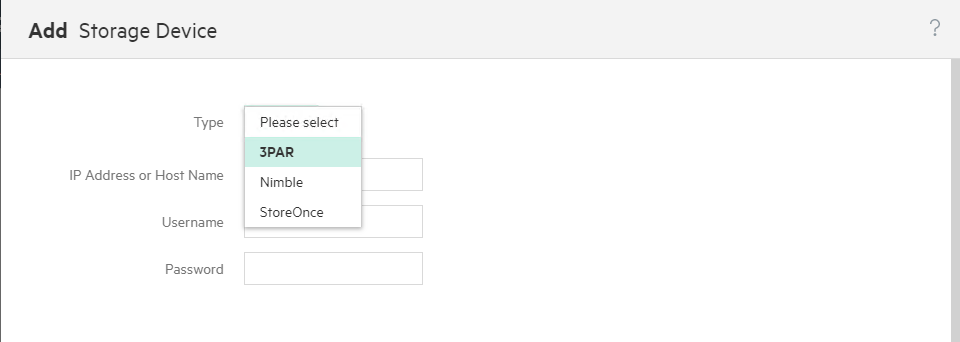 Add Storage Device
?
Type
Please select
3PAR
Nimble
StoreOnce
IP Address or Host Name
Username
Password